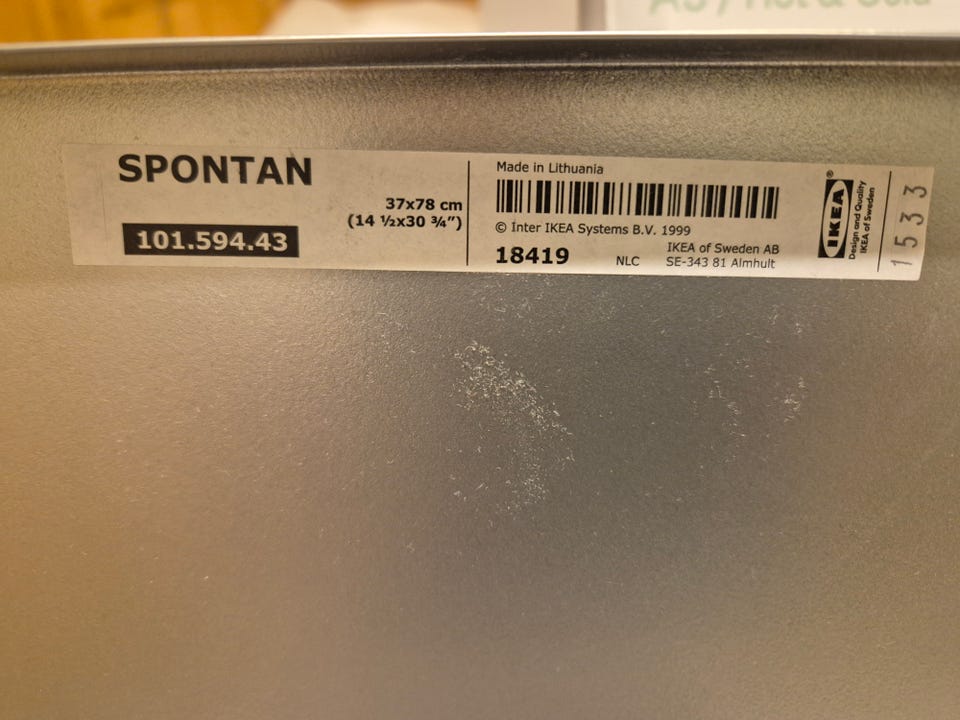 SPONTAN
37x78 cm
(14 ½x30 ¾")
101.594.43
Made in Lithuania
© Inter IKEA Systems B.V. 1999
18419
NLC
IKEA of Sweden AB
SE-343 81 Älmhult
IKEA®
Design and Quality
IKEA of Sweden
1533